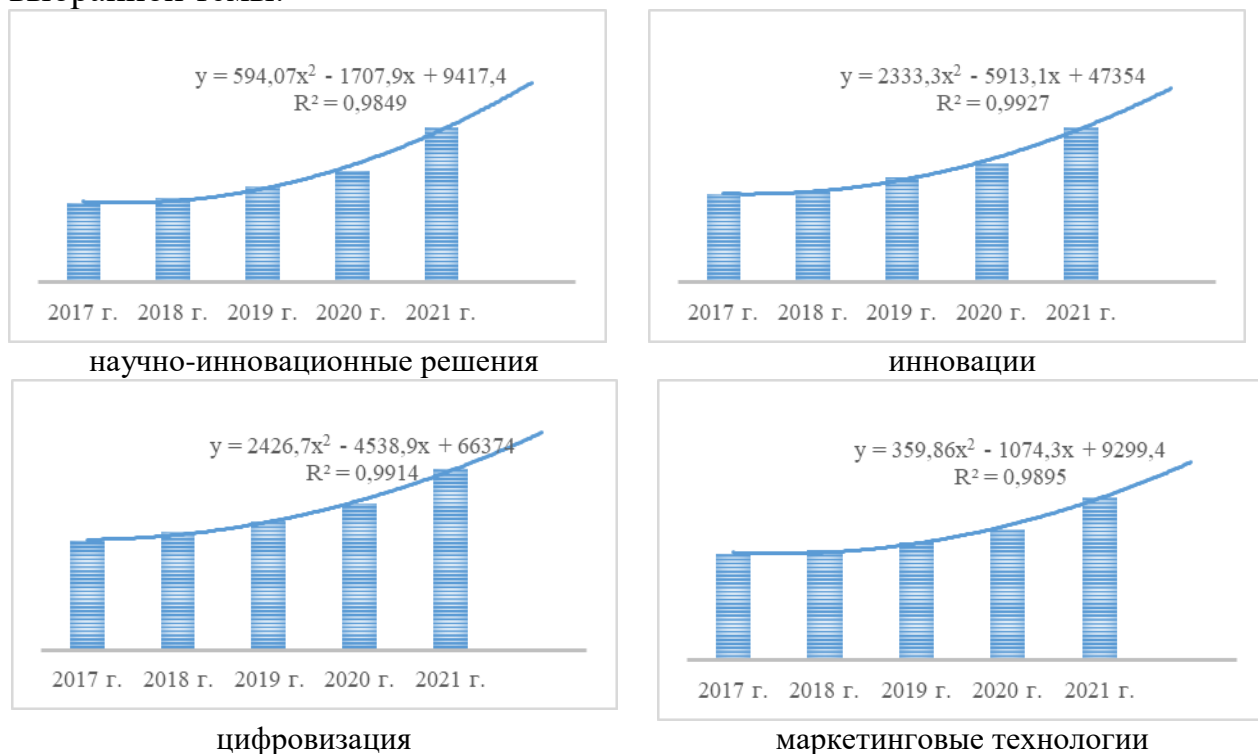 выбранной темы.
y = 594,07x² - 1707,9x + 9417,4
R² = 0,9849
2017 г. 2018 г. 2019 г. 2020 г. 2021 г.
научно-инновационные решения
y = 2333,3x² - 5913,1x + 47354
R² = 0,9927
2017 г. 2018 г. 2019 г. 2020 г. 2021 г.
инновации
y = 2426,7x² - 4538,9x + 66374
R² = 0,9914
2017 г. 2018 г. 2019 г. 2020 г. 2021 г.
цифровизация
y = 359,86x² - 1074,3x + 9299,4
R² = 0,9895
2017 г. 2018 г. 2019 г. 2020 г. 2021 г.
маркетинговые технологии